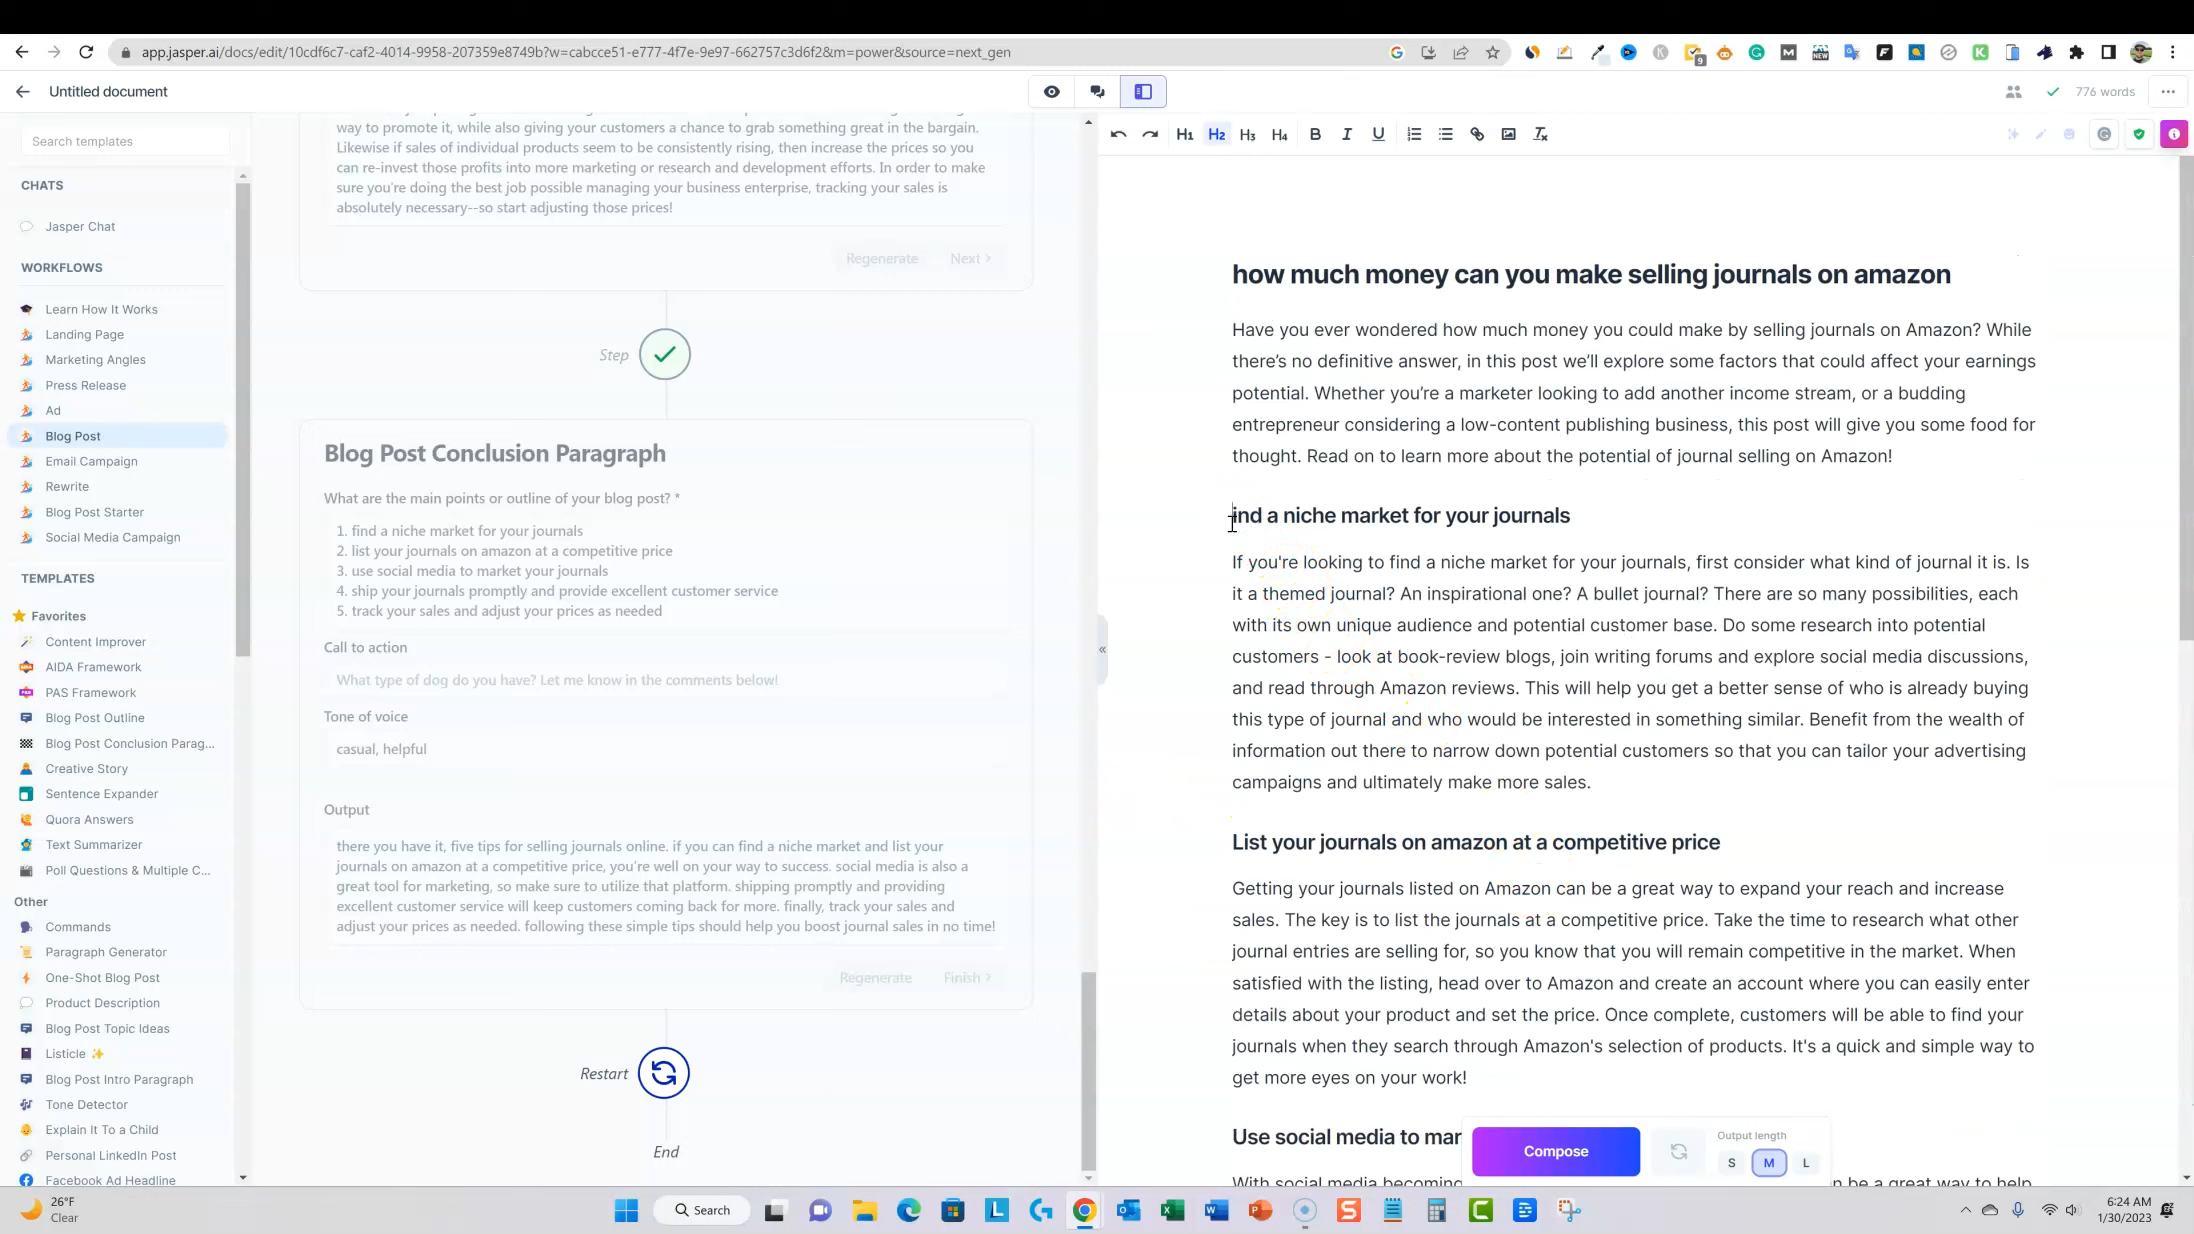 app.jasper.ai/docs/edit/10cdf6c7-caf2-4014-9958-207359e8749b?w=cabcce51-e777-4f7e-9e97-662757c3d6f2&m=power&source=next_gen
9
NEW
Untitled document
776 words
Search templates
CHATS
Jasper Chat
WORKFLOWS
Learn How It Works
Landing Page
Marketing Angles
Press Release
Ad
Blog Post
Email Campaign
Rewrite
Blog Post Starter
Social Media Campaign
TEMPLATES
Favorites
Content Improver
AIDA Framework
PAS Framework
Blog Post Outline
Blog Post Conclusion Parag...
Creative Story
Sentence Expander
Quora Answers
Text Summarizer
Poll Questions & Multiple C...
Other
Commands
Paragraph Generator
One-Shot Blog Post
Product Description
Blog Post Topic Ideas
Listicle ✨
Blog Post Intro Paragraph
Tone Detector
Explain It To a Child
Personal LinkedIn Post
Facebook Ad Headline
way to promote it, while also giving your customers a chance to grab something great in the bargain.
Likewise if sales of individual products seem to be consistently rising, then increase the prices so you
can re-invest those profits into more marketing or research and development efforts. In order to make
sure you're doing the best job possible managing your business enterprise, tracking your sales is
absolutely necessary--so start adjusting those prices!
Regenerate Next >
Step
Blog Post Conclusion Paragraph
What are the main points or outline of your blog post? *
1. find a niche market for your journals
2. list your journals on amazon at a competitive price
3. use social media to market your journals
4. ship your journals promptly and provide excellent customer service
5. track your sales and adjust your prices as needed
Call to action
What type of dog do you have? Let me know in the comments below!
Tone of voice
casual, helpful
Output
there you have it, five tips for selling journals online. if you can find a niche market and list your
journals on amazon at a competitive price, you're well on your way to success. social media is also a
great tool for marketing, so make sure to utilize that platform. shipping promptly and providing
excellent customer service will keep customers coming back for more. finally, track your sales and
adjust your prices as needed. following these simple tips should help you boost journal sales in no time!
Regenerate Finish >
Restart
End
H1 H2 H3 H4 B I U
how much money can you make selling journals on amazon
Have you ever wondered how much money you could make by selling journals on Amazon? While
there's no definitive answer, in this post we'll explore some factors that could affect your earnings
potential. Whether you're a marketer looking to add another income stream, or a budding
entrepreneur considering a low-content publishing business, this post will give you some food for
thought. Read on to learn more about the potential of journal selling on Amazon!
ind a niche market for your journals
If you're looking to find a niche market for your journals, first consider what kind of journal it is. Is
it a themed journal? An inspirational one? A bullet journal? There are so many possibilities, each
with its own unique audience and potential customer base. Do some research into potential
customers - look at book-review blogs, join writing forums and explore social media discussions,
and read through Amazon reviews. This will help you get a better sense of who is already buying
this type of journal and who would be interested in something similar. Benefit from the wealth of
information out there to narrow down potential customers so that you can tailor your advertising
campaigns and ultimately make more sales.
List your journals on amazon at a competitive price
Getting your journals listed on Amazon can be a great way to expand your reach and increase
sales. The key is to list the journals at a competitive price. Take the time to research what other
journal entries are selling for, so you know that you will remain competitive in the market. When
satisfied with the listing, head over to Amazon and create an account where you can easily enter
details about your product and set the price. Once complete, customers will be able to find your
journals when they search through Amazon's selection of products. It's a quick and simple way to
get more eyes on your work!
Use social media to mar
With social media becoming n be a great way to help
Compose
Output length
S M L
26°F
Clear
Search
6:24 AM
1/30/2023